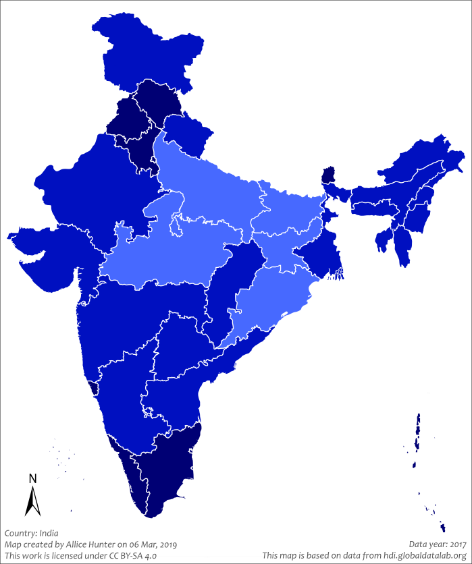 N
Country: India
Map created by Allice Hunter on 06 Mar, 2019
This work is licensed under CC BY-SA 4.0
Data year: 2017
This map is based on data from hdi.globaldatalab.org